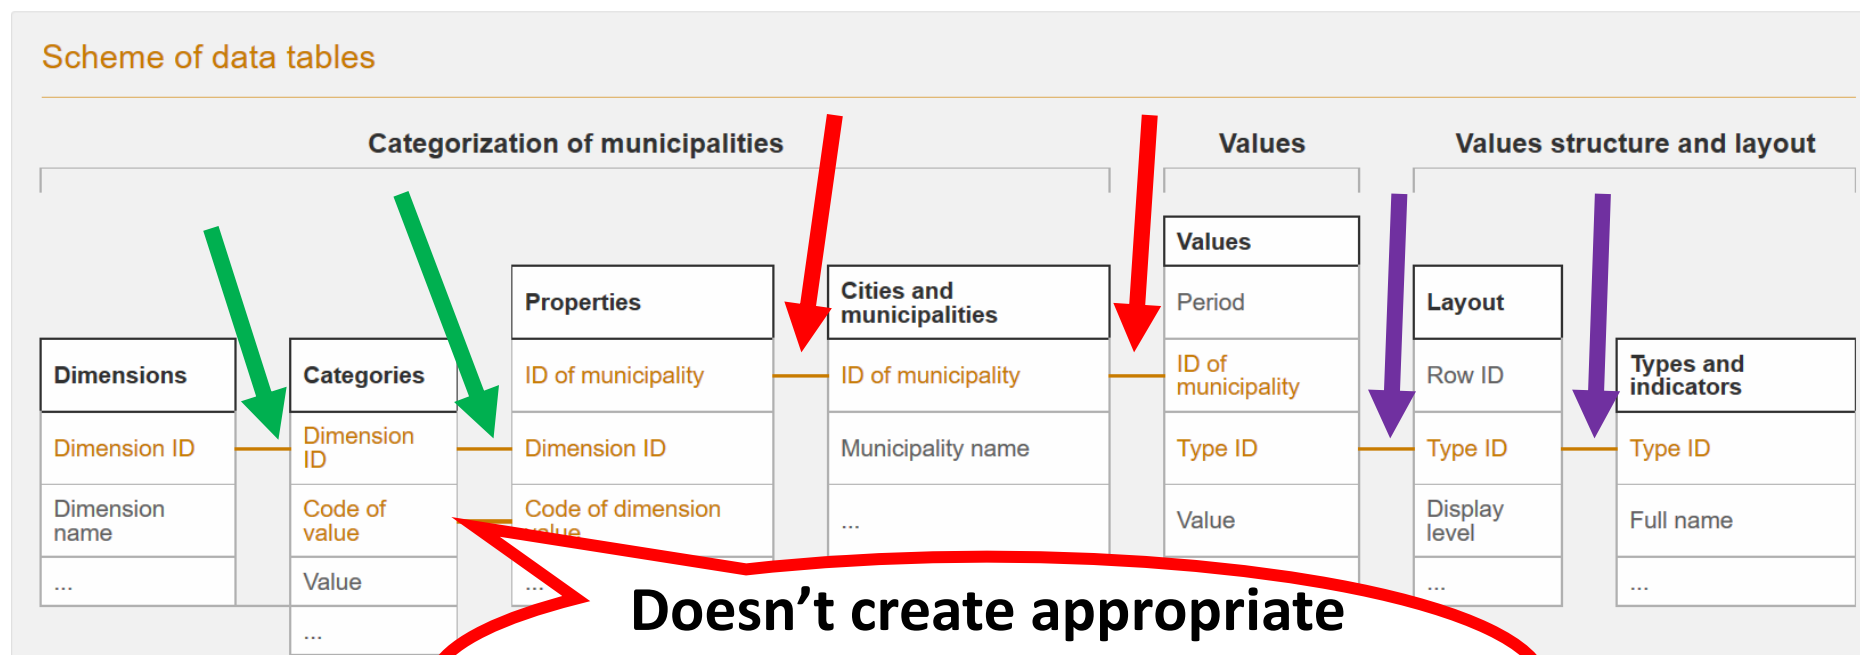 Scheme of data tables
Categorization of municipalities
Values
Values structure and layout
Dimensions
Dimension ID
Dimension
name
...
Categories
Dimension
ID
Code of
value
Value
...
Properties
ID of municipality
Dimension ID
Code of dimension
value
...
Cities and
municipalities
ID of municipality
Municipality name
...
Values
Period
ID of
municipality
Type ID
Value
Layout
Row ID
Type ID
Display
level
...
Types and
indicators
Type ID
Full name
...
Doesn’t create appropriate